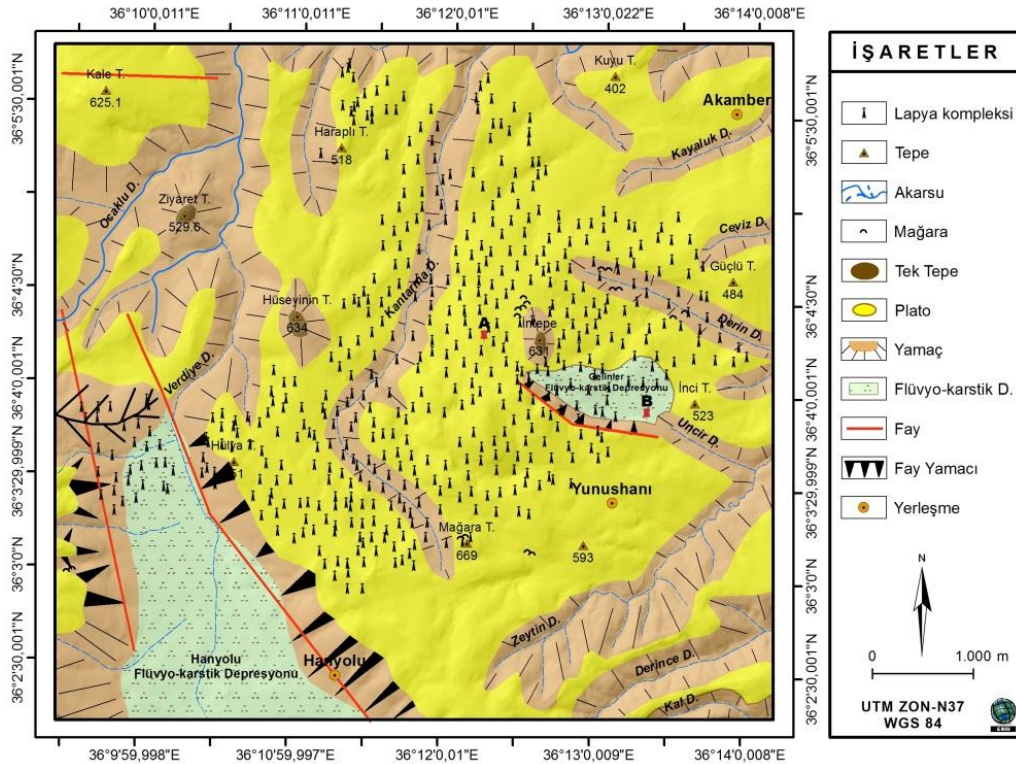 36°10'0,011"E
36°11'0,011"E
36°12'0,01"E
36°13'0,022"E
36°14'0,008"E
36°5'30,001"N
36°4'30"N
36°4'0,001"N
36°3'29,999"N
36°3'0"N
36°2'30,001"N
Kale T.
625.1
Kuyu T.
402
Akamber
Haraplı T.
518
Kayaluk D.
Ocaklu D.
Ziyaret T.
529.6
Ceviz D.
Güçlü T.
484
Kantarma D.
Hüseyinin T.
634
Derin D.
A
İntepe
631
Gelinler
Flüvyo-karstik Depresyonu
B
İnci T.
523
Verdiye D.
Uncir D.
Hülya T.
Yunushanı
Mağara T.
669
593
Zeytin D.
Hanyolu
Flüvyo-karstik Depresyonu
Hanyolu
Derince D.
Kal D.
36°5'30,001"N
36°4'30"N
36°4'0,001"N
36°3'29,999"N
36°3'0"N
36°2'30,001"N
36°9'59,998"E
36°10'59,997"E
36°12'0,01"E
36°13'0,009"E
36°14'0,008"E
İŞARETLER
Lapya kompleksi
Tepe
Akarsu
Mağara
Tek Tepe
Plato
Yamaç
Flüvyo-karstik D.
Fay
Fay Yamacı
Yerleşme
N
0
1.000 m
UTM ZON-N37
WGS 84